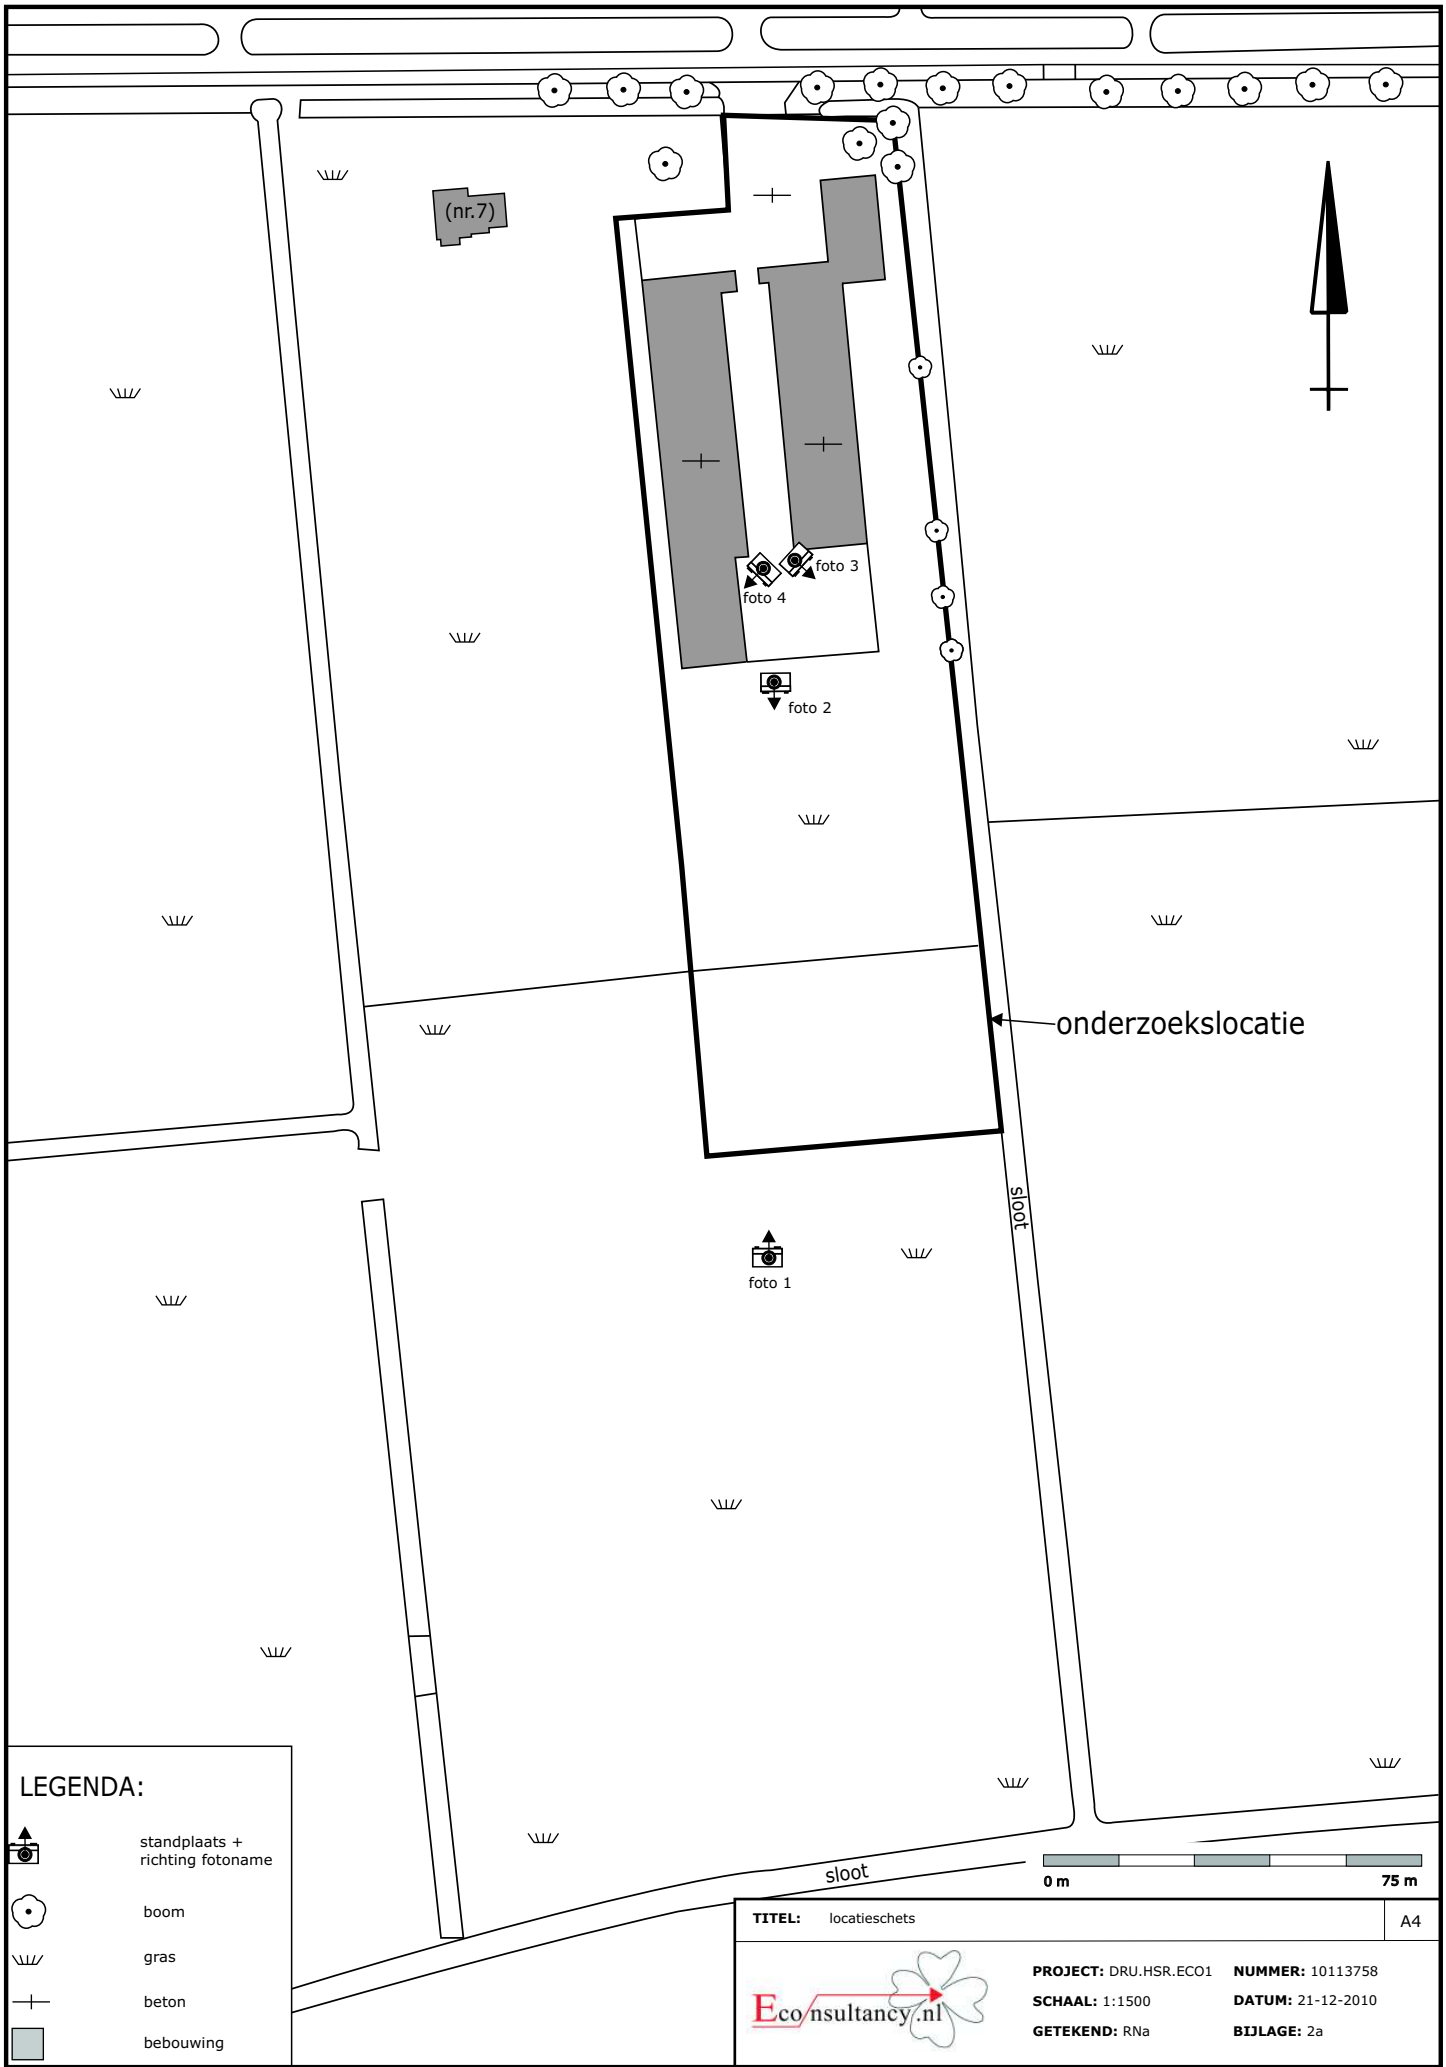 (nr.7)
foto 3
foto 4
foto 2
onderzoekslocatie
sloot
foto 1
LEGENDA:
standplaats +
richting fotoname
boom
gras
beton
bebouwing
sloot
0 m
75 m
TITEL: locatieschets
A4
Econsultancy.nl
PROJECT: DRU.HSR.ECO1 NUMMER: 10113758
SCHAAL: 1:1500 DATUM: 21-12-2010
GETEKEND: RNa BIJLAGE: 2a